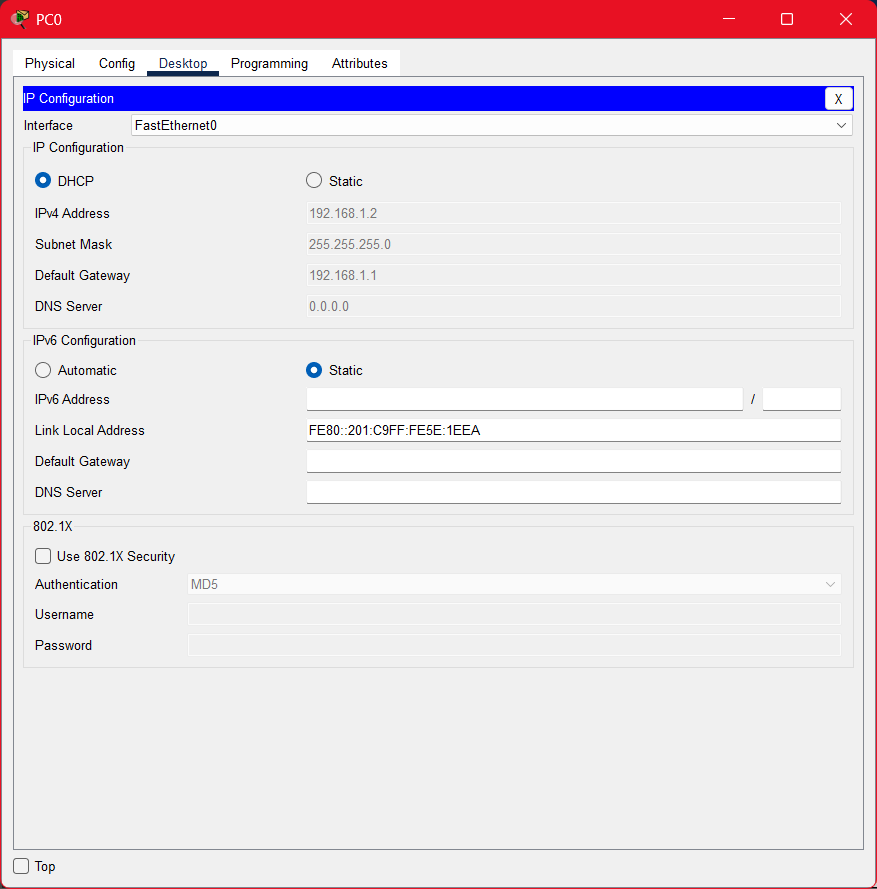 PC0
Physical Config Desktop Programming Attributes
IP Configuration X
Interface FastEthernet0
IP Configuration
DHCP Static
IPv4 Address 192.168.1.2
Subnet Mask 255.255.255.0
Default Gateway 192.168.1.1
DNS Server 0.0.0.0
IPv6 Configuration
Automatic Static
IPv6 Address /
Link Local Address FE80::201:C9FF:FE5E:1EEA
Default Gateway
DNS Server
802.1X
Use 802.1X Security
Authentication MD5
Username
Password
Top